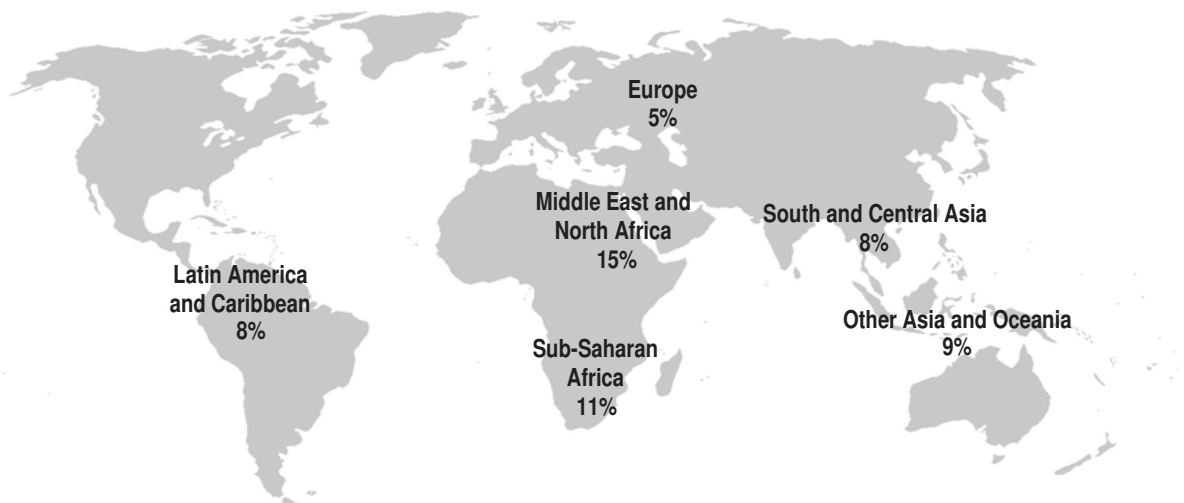 Europe
5%
Middle East and
North Africa
15%
South and Central Asia
8%
Latin America
and Caribbean
8%
Other Asia and Oceania
9%
Sub-Saharan
Africa
11%